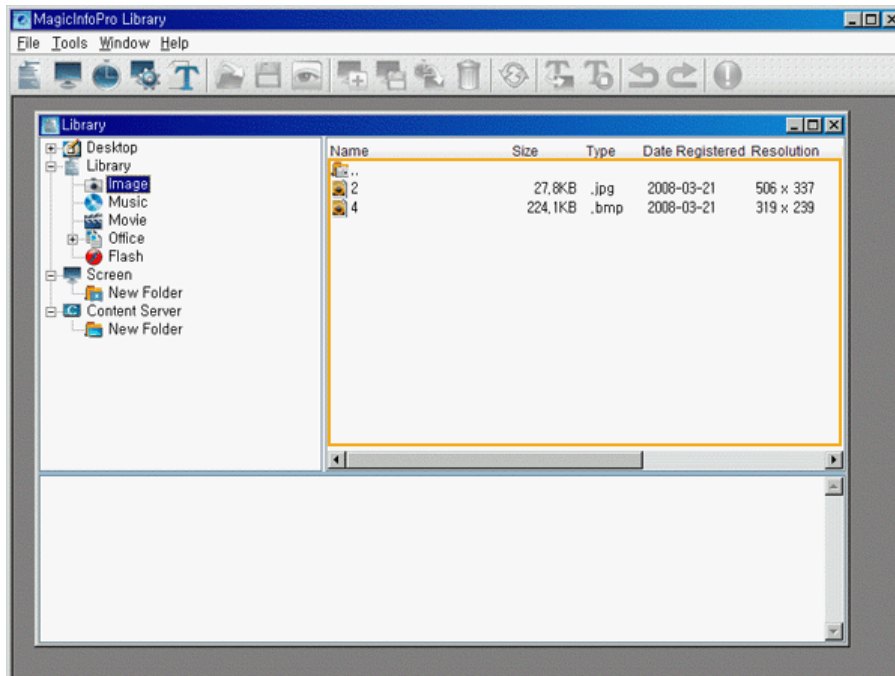 MagicInfoPro Library
File Tools Window Help
Library
Desktop
Library
Image
Music
Movie
Office
Flash
Screen
New Folder
Content Server
New Folder
Name Size Type Date Registered Resolution
..
2 27,8KB .jpg 2008-03-21 506 x 337
4 224,1KB .bmp 2008-03-21 319 x 239